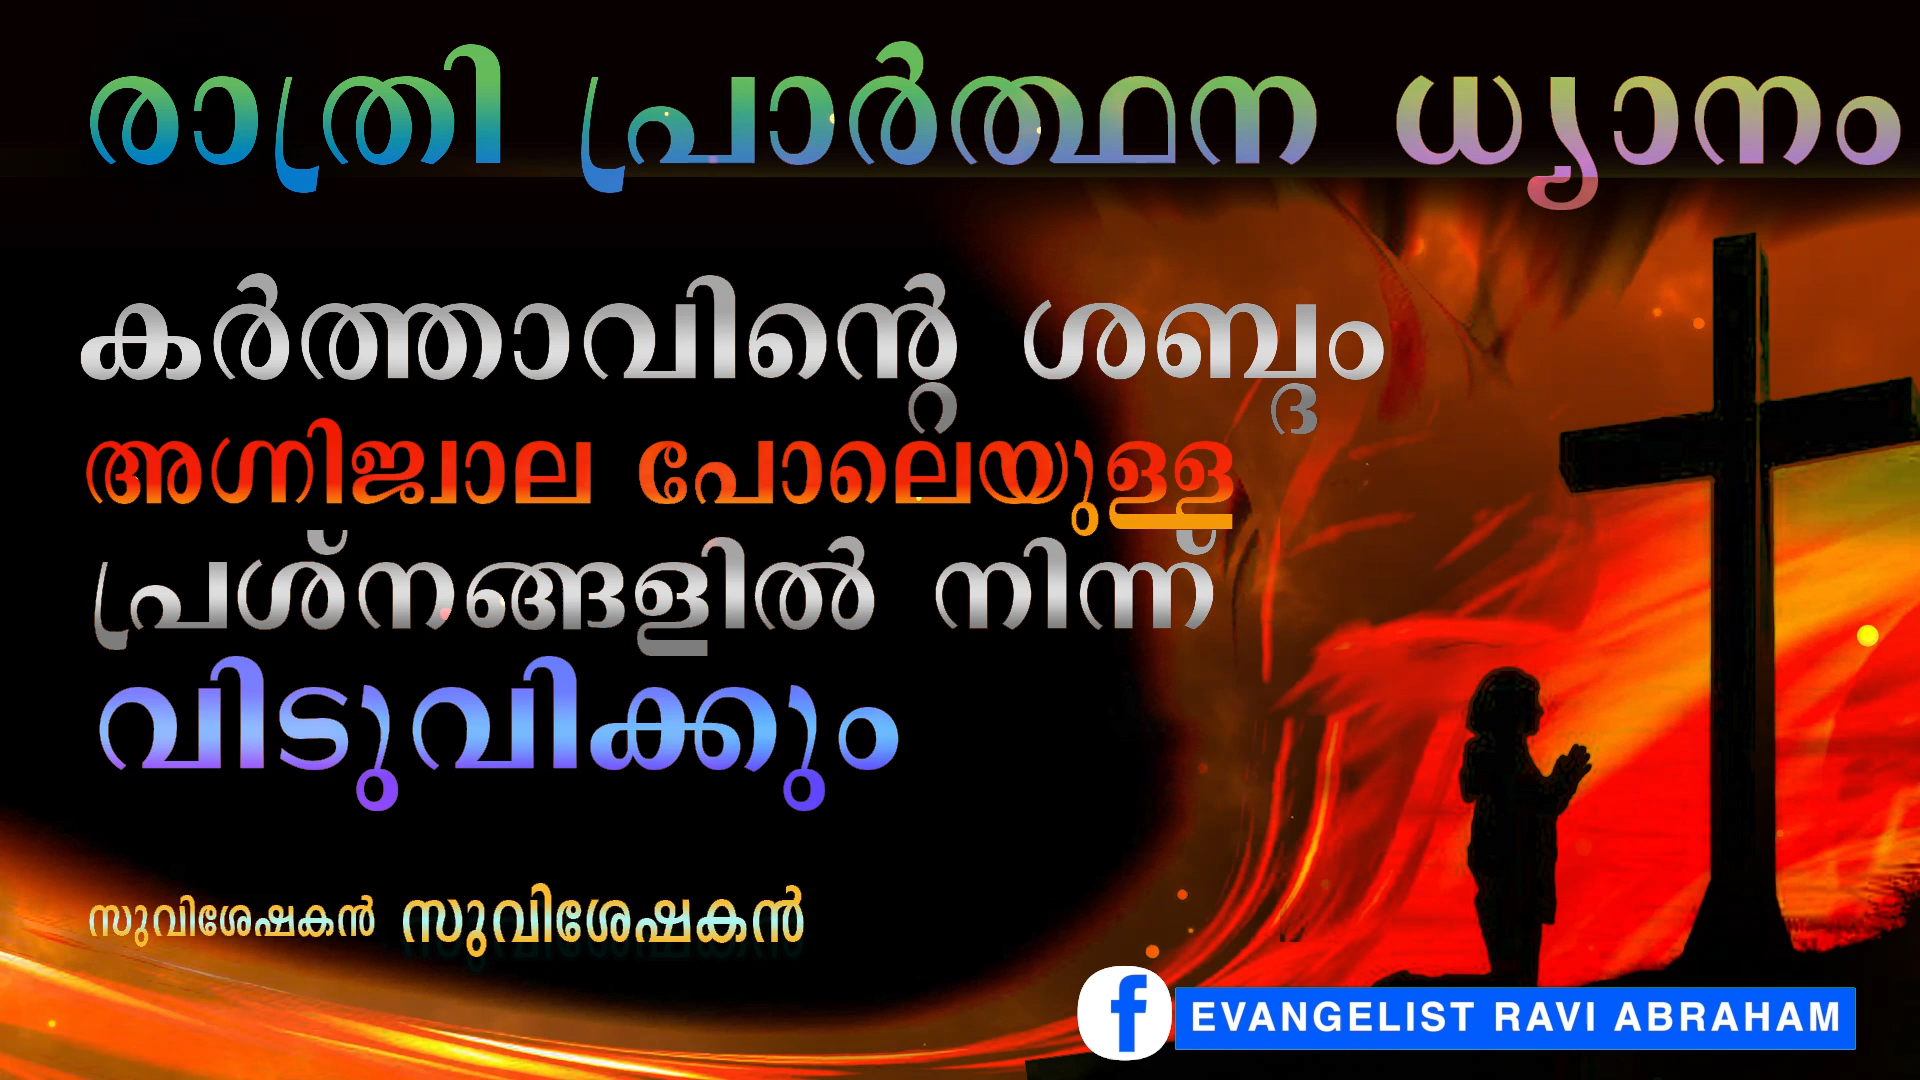 രാത്രി പ്രാർത്ഥന ധ്യാനം
കർത്താവിന്റെ ശബ്ദം
അഗ്നിജ്വാല പോലെയുള്ള
പ്രശ്നങ്ങളിൽ നിന്ന്
വിടുവിക്കും
സുവിശേഷകൻ സുവിശേഷകൻ
f EVANGELIST RAVI ABRAHAM